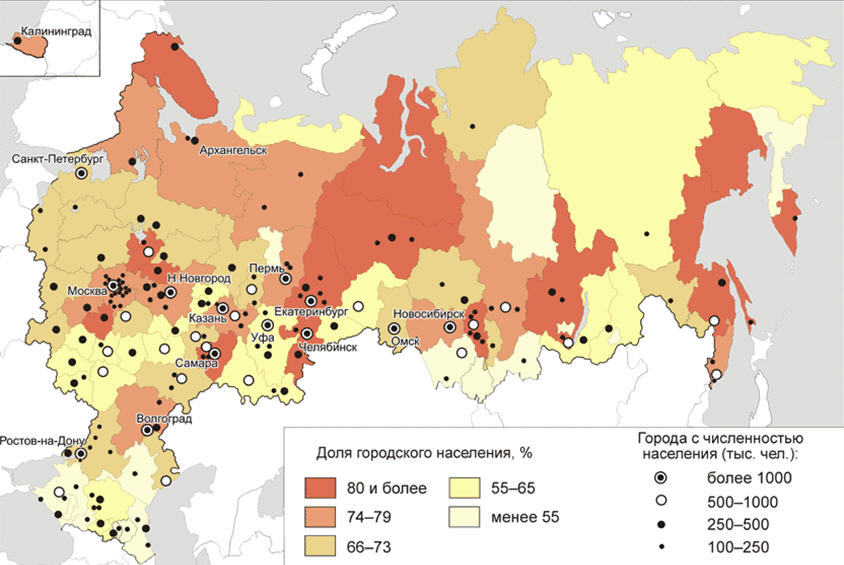 Калининград
Санкт-Петербург
Архангельск
Москва
Н.Новгород
Пермь
Казань
Екатеринбург
Уфа
Челябинск
Новосибирск
Омск
Самара
Волгоград
Ростов-на-Дону
Доля городского населения, %
80 и более
74–79
66–73
55–65
менее 55
Города с численностью
населения (тыс. чел.):
более 1000
500–1000
250–500
100–250